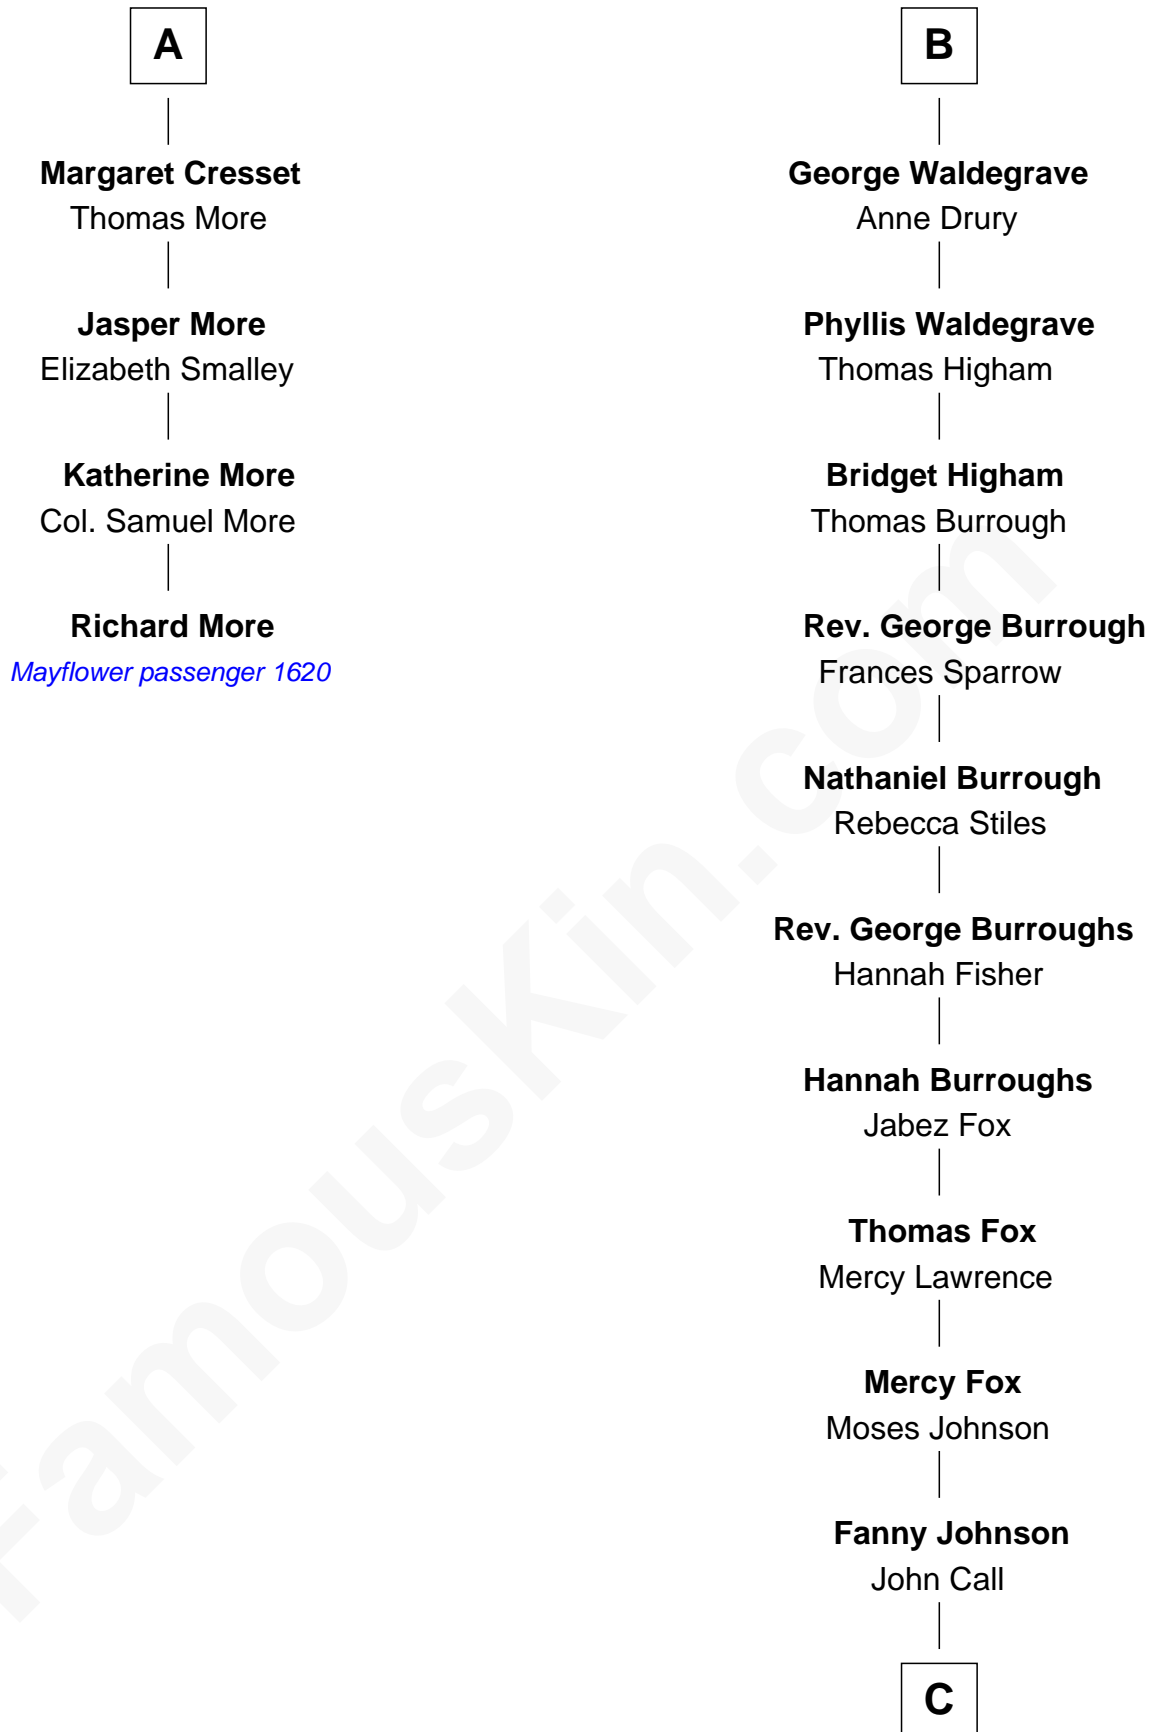 A
Margaret Cresset
Thomas More
Jasper More
Elizabeth Smalley
Katherine More
Col. Samuel More
Richard More
Mayflower passenger 1620
B
George Waldegrave
Anne Drury
Phyllis Waldegrave
Thomas Higham
Bridget Higham
Thomas Burrough
Rev. George Burrough
Frances Sparrow
Nathaniel Burrough
Rebecca Stiles
Rev. George Burroughs
Hannah Fisher
Hannah Burroughs
Jabez Fox
Thomas Fox
Mercy Lawrence
Mercy Fox
Moses Johnson
Fanny Johnson
John Call
C
FamousKin.com